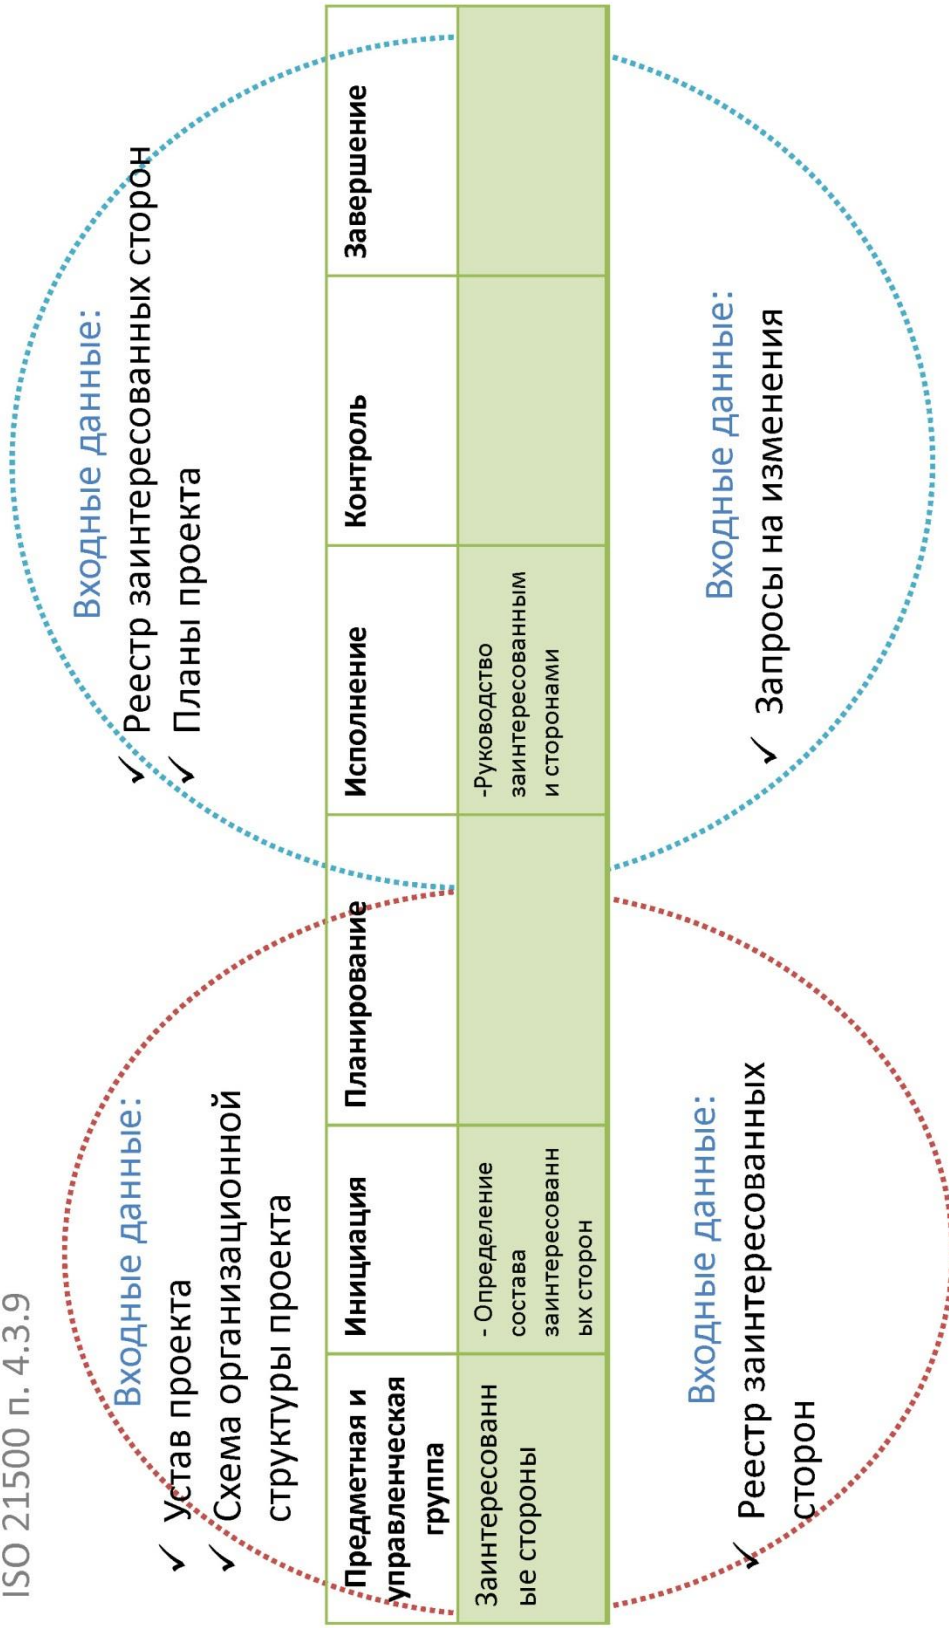 ISO 21500 п. 4.3.9
Входные данные:
✓ Устав проекта
✓ Схема организационной
структуры проекта
Входные данные:
✓ Реестр заинтересованных сторон
✓ Планы проекта
Предметная и
управленческая
группа
Инициация
Планирование
Исполнение
Контроль
Завершение
Заинтересованн
ые стороны
- Определение
состава
заинтересованн
ых сторон
-Руководство
заинтересованным
и сторонами
Входные данные:
✓ Реестр заинтересованных
сторон
Входные данные:
✓ Запросы на изменения